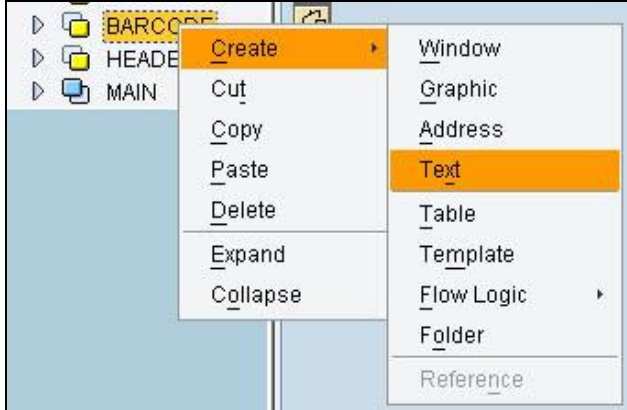 BARCODE
HEADE
MAIN
Create
Cut
Copy
Paste
Delete
Expand
Collapse
Window
Graphic
Address
Text
Table
Template
Flow Logic
Folder
Reference